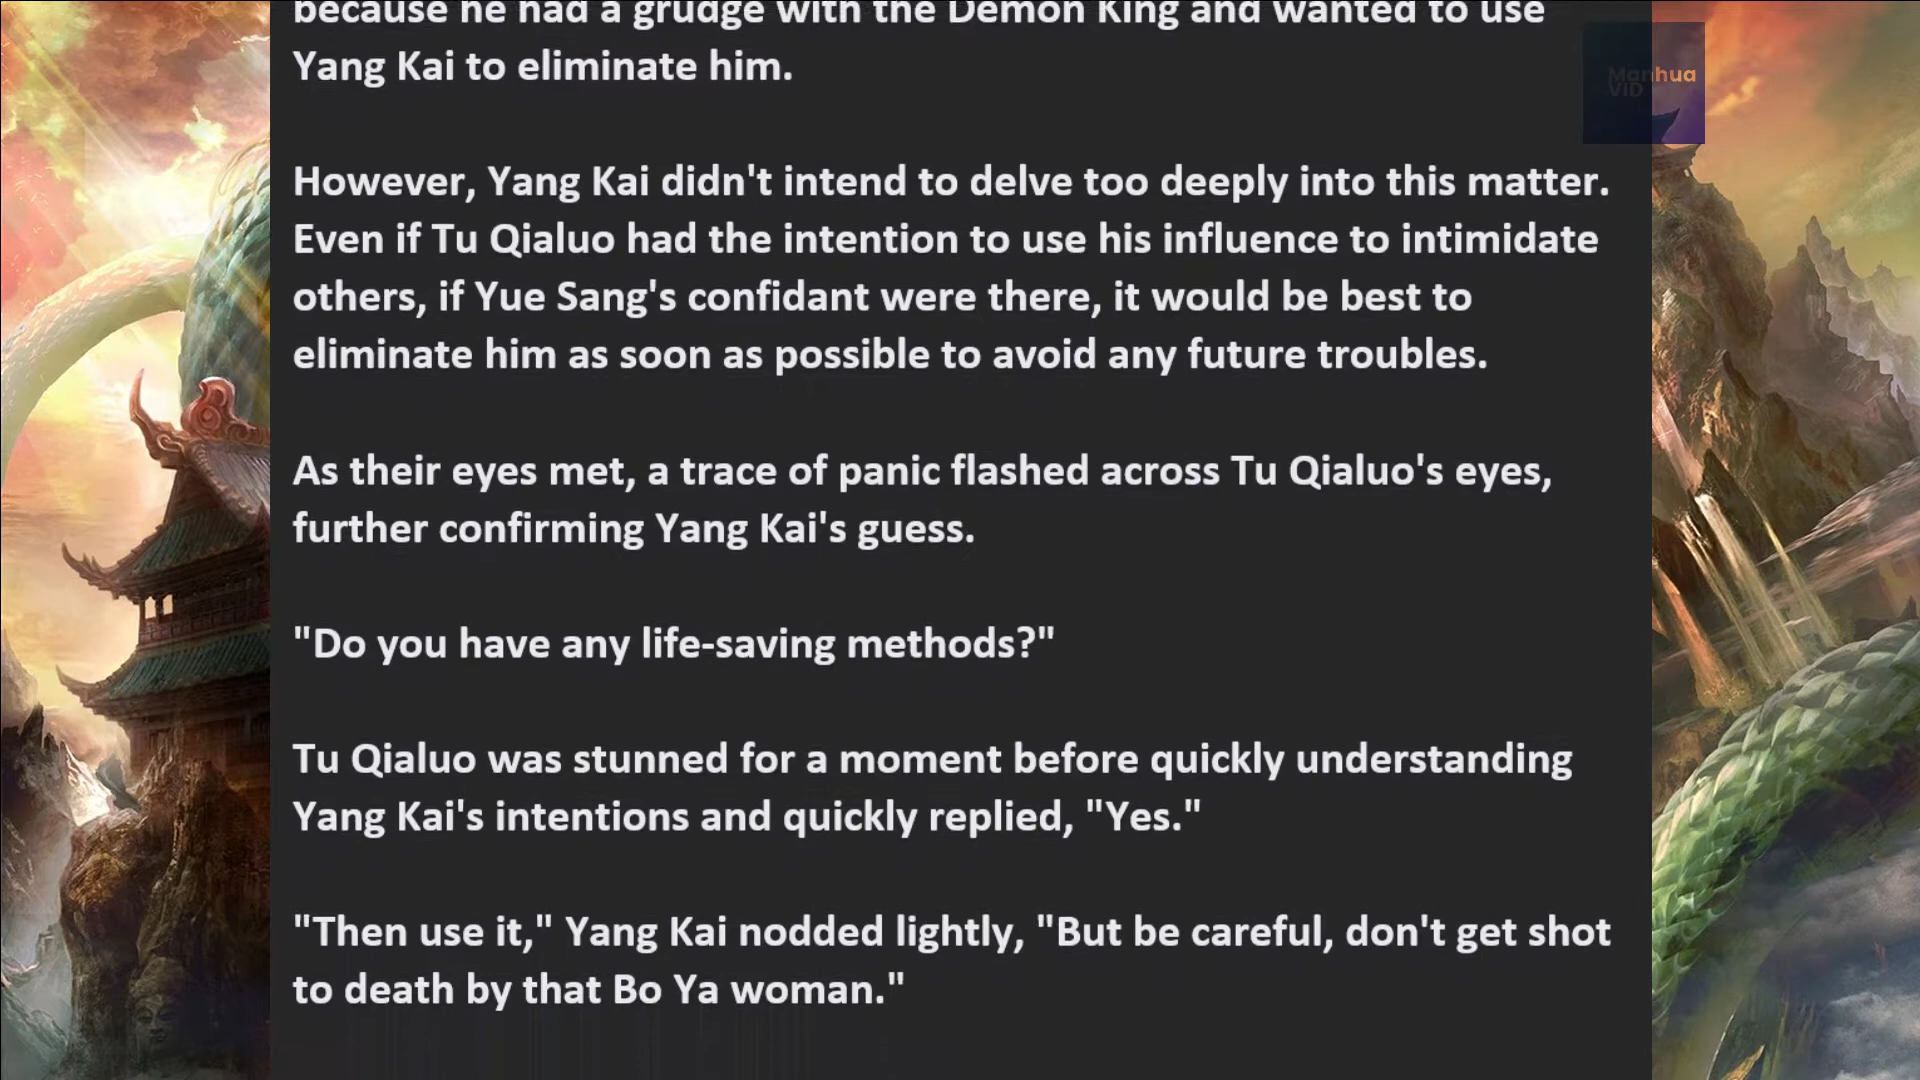 because he had a grudge with the Demon King and wanted to use
Yang Kai to eliminate him.
Manhua
VID
However, Yang Kai didn't intend to delve too deeply into this matter.
Even if Tu Qialuo had the intention to use his influence to intimidate
others, if Yue Sang's confidant were there, it would be best to
eliminate him as soon as possible to avoid any future troubles.
As their eyes met, a trace of panic flashed across Tu Qialuo's eyes,
further confirming Yang Kai's guess.
"Do you have any life-saving methods?"
Tu Qialuo was stunned for a moment before quickly understanding
Yang Kai's intentions and quickly replied, "Yes."
"Then use it," Yang Kai nodded lightly, "But be careful, don't get shot
to death by that Bo Ya woman."